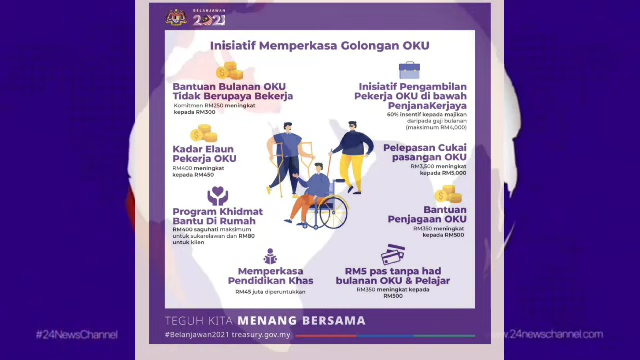 BELANJAWAN
2021
Inisiatif Memperkasa Golongan OKU
Bantuan Bulanan OKU
Tidak Berupaya Bekerja
Komitmen RM250 meningkat
kepada RM300
Kadar Elaun
Pekerja OKU
RM400 meningkat
kepada RM450
Program Khidmat
Bantu Di Rumah
RM400 saguhati maksimum
untuk sukarelawan dan RM80
untuk klien
Memperkasa
Pendidikan Khas
RM45 juta diperuntukkan
Inisiatif Pengambilan
Pekerja OKU di bawah
PenjanaKerjaya
60% insentif kepada majikan
daripada gaji bulanan
(maksimum RM4,000)
Pelepasan Cukai
pasangan OKU
RM3,500 meningkat
kepada RM5,000
Bantuan
Penjagaan OKU
RM350 meningkat
kepada RM500
RM5 pas tanpa had
bulanan OKU & Pelajar
RM350 meningkat kepada
RM500
TEGUH KITA MENANG BERSAMA
#Belanjawan2021 treasury.gov.my
#24NewsChannel
@24newschannel.com